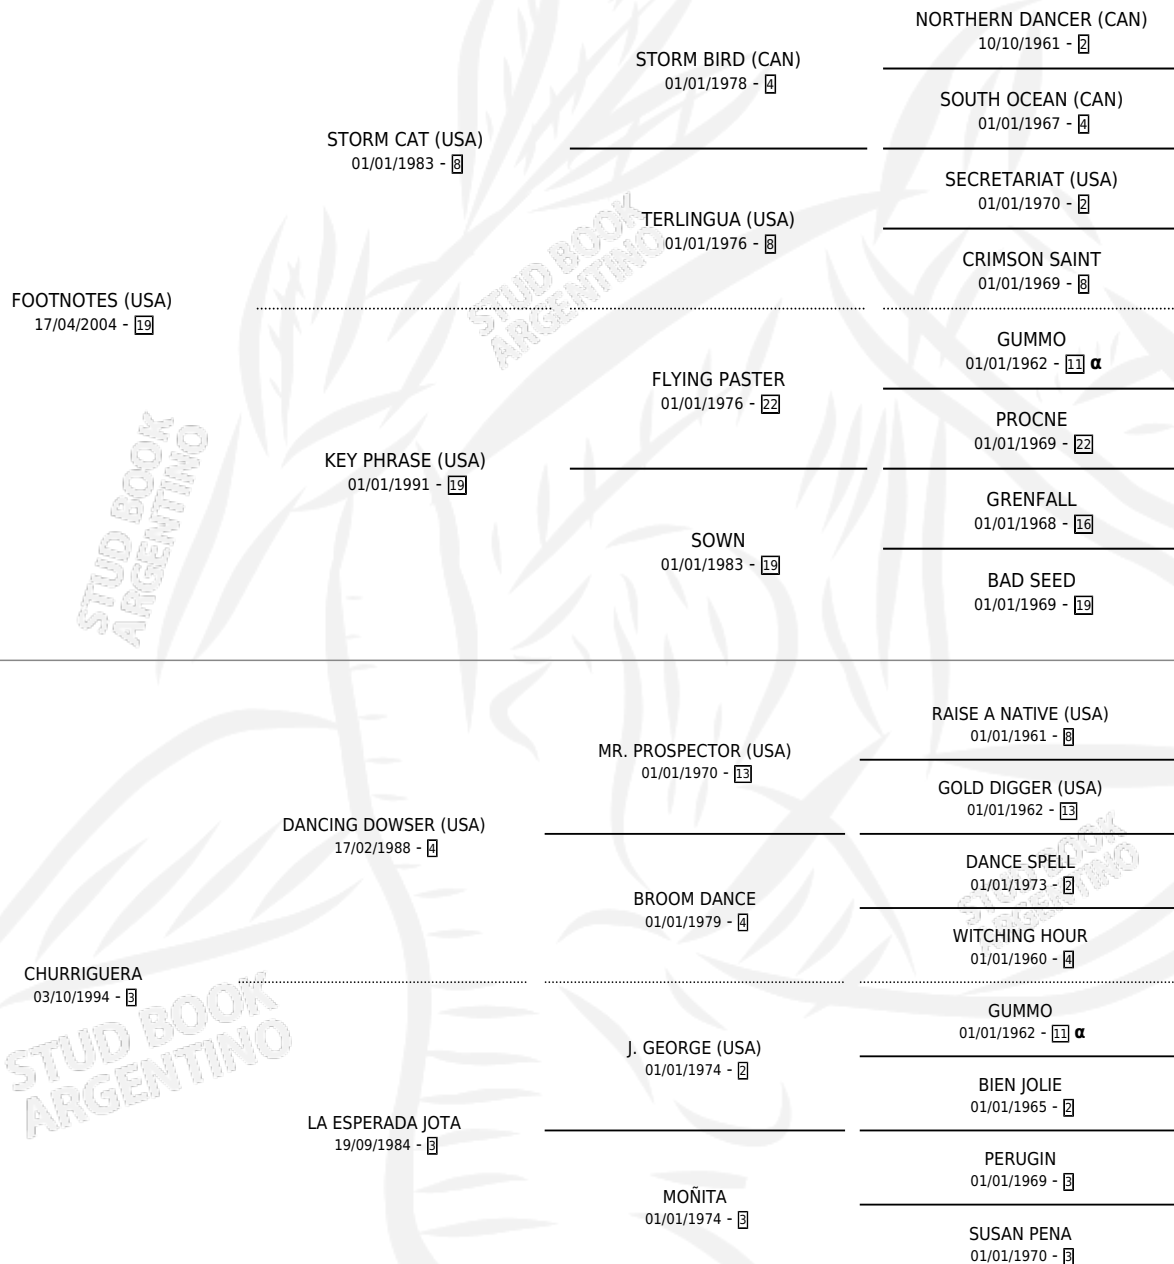 NORTHERN DANCER (CAN)
10/10/1961 - 2
STORM BIRD (CAN)
01/01/1978 - 4
SOUTH OCEAN (CAN)
01/01/1967 - 4
STORM CAT (USA)
01/01/1983 - 8
SECRETARIAT (USA)
01/01/1970 - 2
TERLINGUA (USA)
01/01/1976 - 8
CRIMSON SAINT
01/01/1969 - 8
FOOTNOTES (USA)
17/04/2004 - 19
GUMMO
01/01/1962 - 11 α
FLYING PASTER
01/01/1976 - 22
PROCNE
01/01/1969 - 22
KEY PHRASE (USA)
01/01/1991 - 19
GRENFALL
01/01/1968 - 16
SOWN
01/01/1983 - 19
BAD SEED
01/01/1969 - 19
RAISE A NATIVE (USA)
01/01/1961 - 8
MR. PROSPECTOR (USA)
01/01/1970 - 13
GOLD DIGGER (USA)
01/01/1962 - 13
DANCING DOWSER (USA)
17/02/1988 - 4
DANCE SPELL
01/01/1973 - 2
BROOM DANCE
01/01/1979 - 4
WITCHING HOUR
01/01/1960 - 4
CHURRIGUERA
03/10/1994 - 3
GUMMO
01/01/1962 - 11 α
J. GEORGE (USA)
01/01/1974 - 2
BIEN JOLIE
01/01/1965 - 2
LA ESPERADA JOTA
19/09/1984 - 3
PERUGIN
01/01/1969 - 3
MOÑITA
01/01/1974 - 3
SUSAN PENA
01/01/1970 - 3
STUD BOOK
ARGENTINO
STUD BOOK
ARGENTINO
STUD BOOK
ARGENTINO
STUD BOOK
ARGENTINO